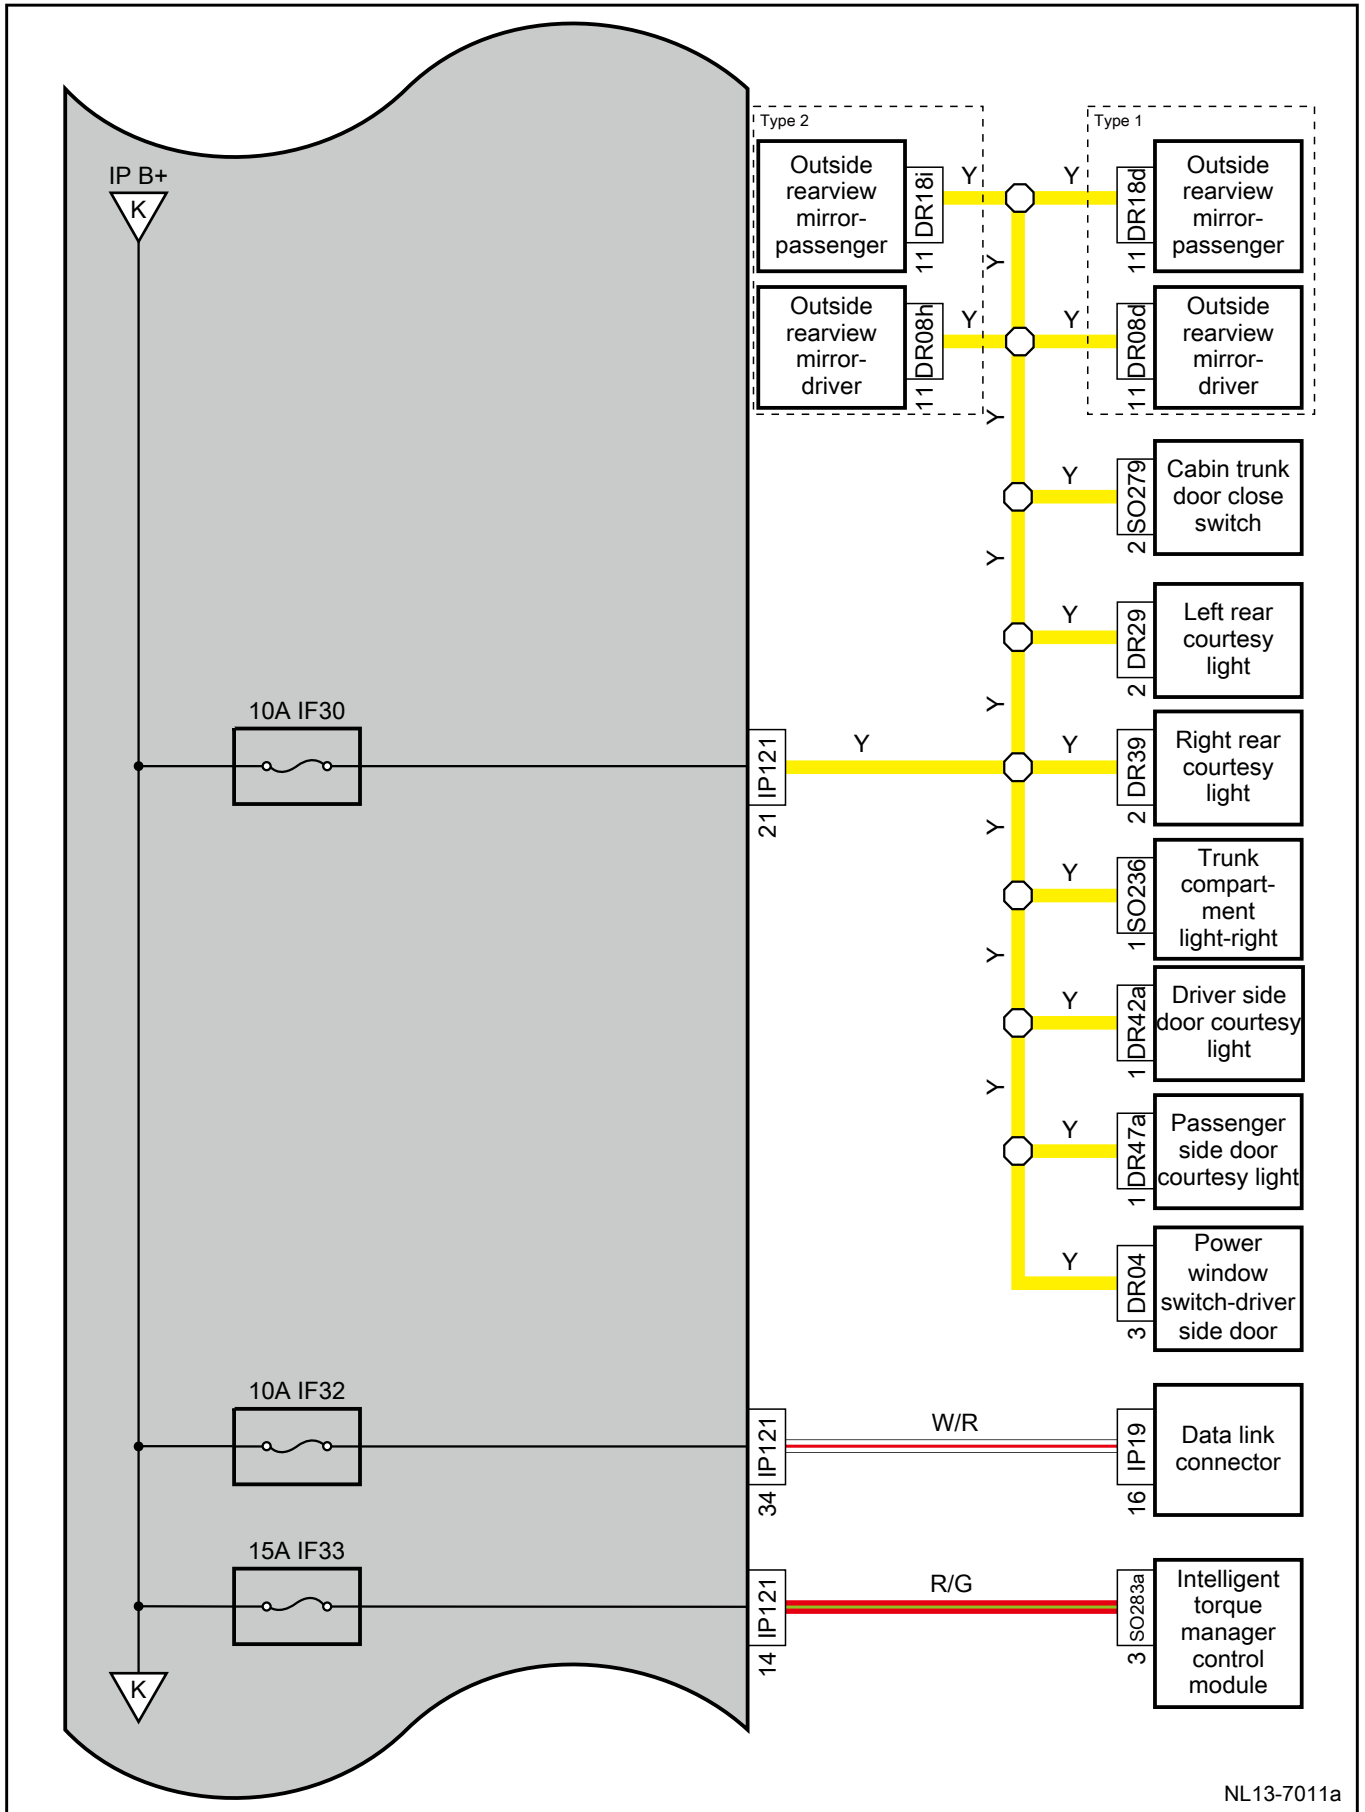 Type 2
Type 1
Outside
rearview
mirror-
passenger
11 DR18i
Y
Y
11 DR18d
Outside
rearview
mirror-
passenger
IP B+
K
Y
Outside
rearview
mirror-
driver
11 DR08h
Y
Y
11 DR08d
Outside
rearview
mirror-
driver
Y
Y
2 SO279
Cabin trunk
door close
switch
Y
Y
2 DR29
Left rear
courtesy
light
Y
10A IF30
21 IP121
Y
Y
2 DR39
Right rear
courtesy
light
Y
Y
1 SO236
Trunk
compart-
ment
light-right
Y
Y
1 DR42a
Driver side
door courtesy
light
Y
Y
1 DR47a
Passenger
side door
courtesy light
Y
3 DR04
Power
window
switch-driver
side door
10A IF32
34 IP121
W/R
16 IP19
Data link
connector
15A IF33
14 IP121
R/G
3 SO283a
Intelligent
torque
manager
control
module
K
NL13-7011a